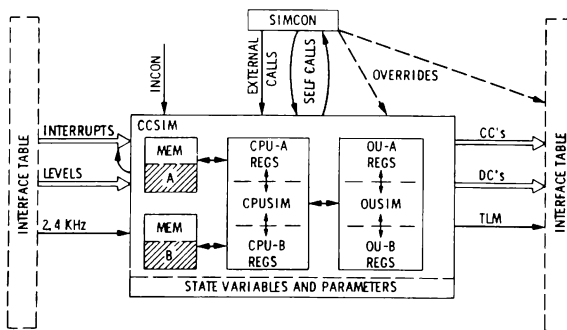 SIMCON
INCON
EXTERNAL
CALLS
SELF CALLS
OVERRIDES
INTERFACE TABLE
INTERRUPTS
LEVELS
2.4 KHz
CCSIM
MEM
A
MEM
B
CPU-A
REGS
CPUSIM
CPU-B
REGS
OU-A
REGS
OUSIM
OU-B
REGS
STATE VARIABLES AND PARAMETERS
CC's
DC's
TLM
INTERFACE TABLE